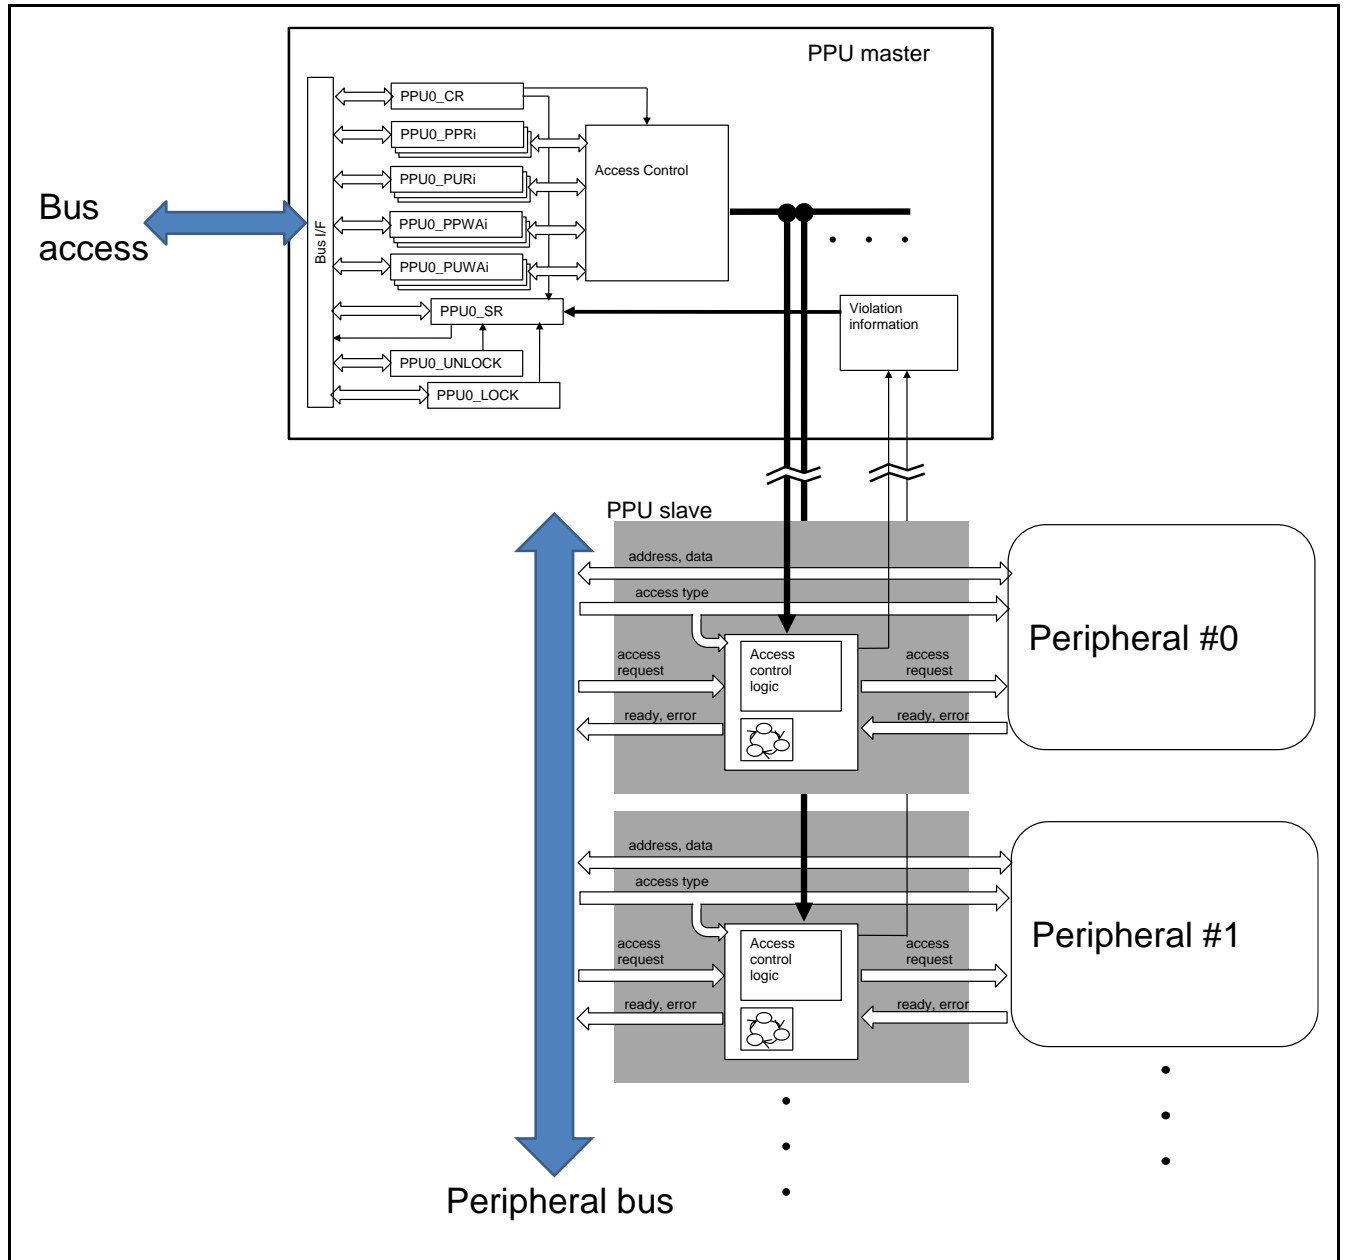 PPU master
PPU0_CR
PPU0_PPRi
PPU0_PURi
PPU0_PPWAi
PPU0_PUWAi
PPU0_SR
PPU0_UNLOCK
PPU0_LOCK
Bus I/F
Access Control
Violation
information
Bus
access
PPU slave
address, data
access type
access
request
ready, error
Access
control
logic
access
request
ready, error
Peripheral #0
address, data
access type
access
request
ready, error
Access
control
logic
access
request
ready, error
Peripheral #1
Peripheral bus